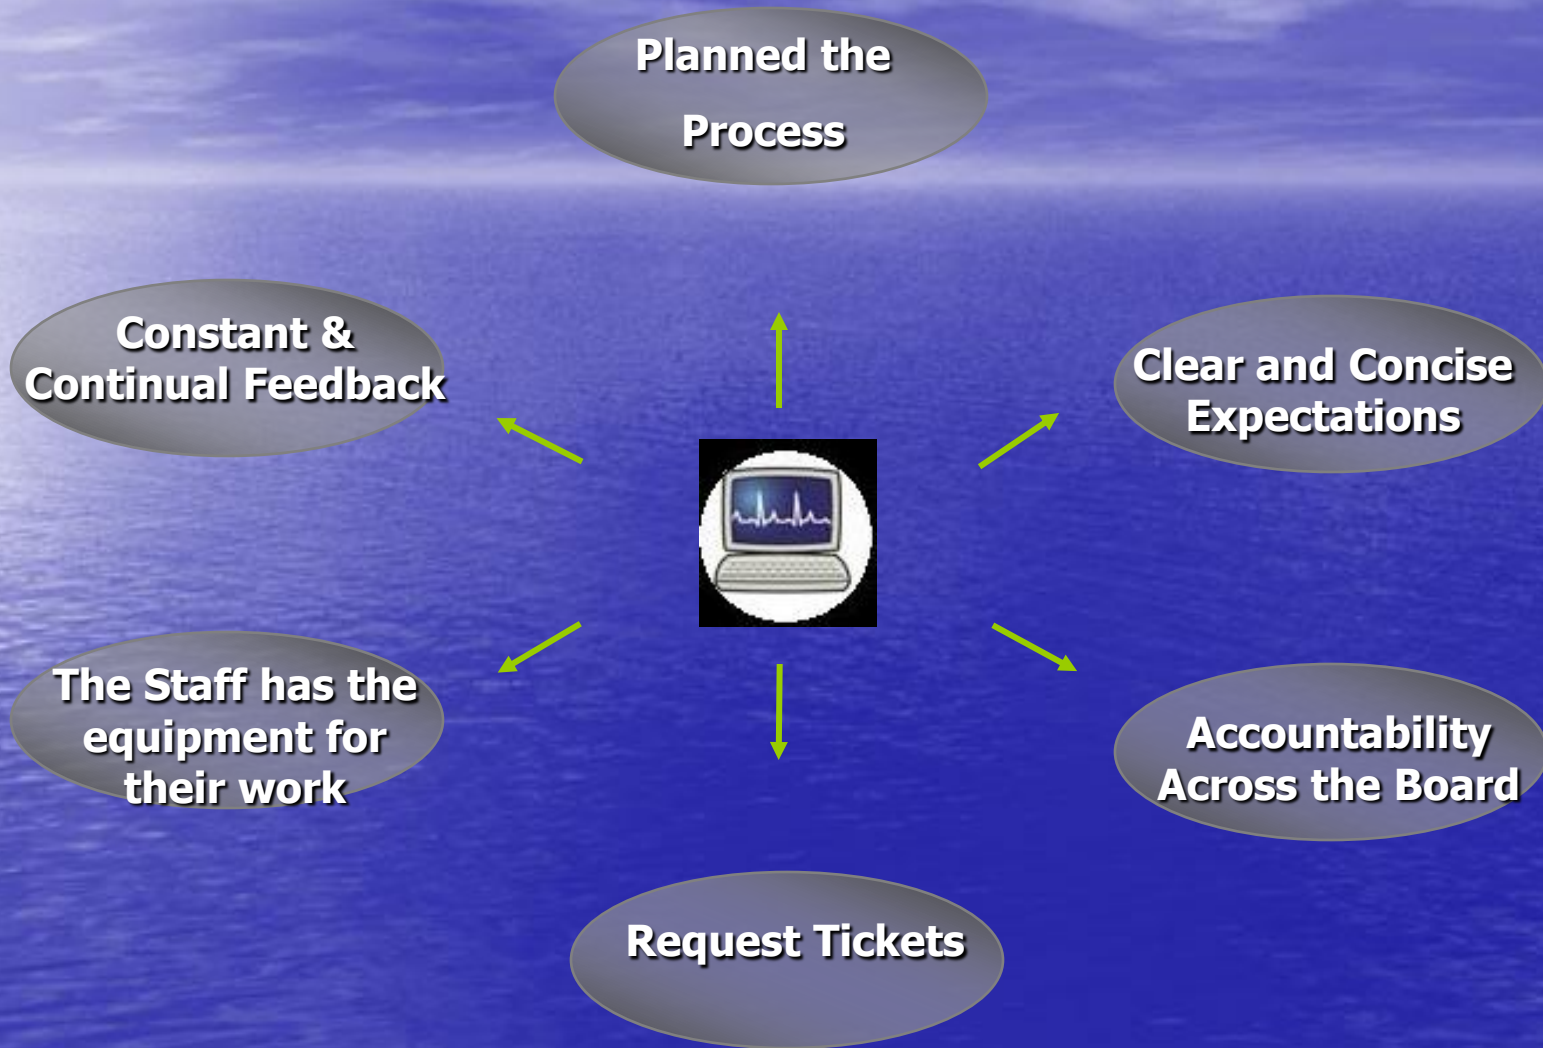 Planned the
Process
Constant &
Continual Feedback
Clear and Concise
Expectations
The Staff has the
equipment for
their work
Accountability
Across the Board
Request Tickets